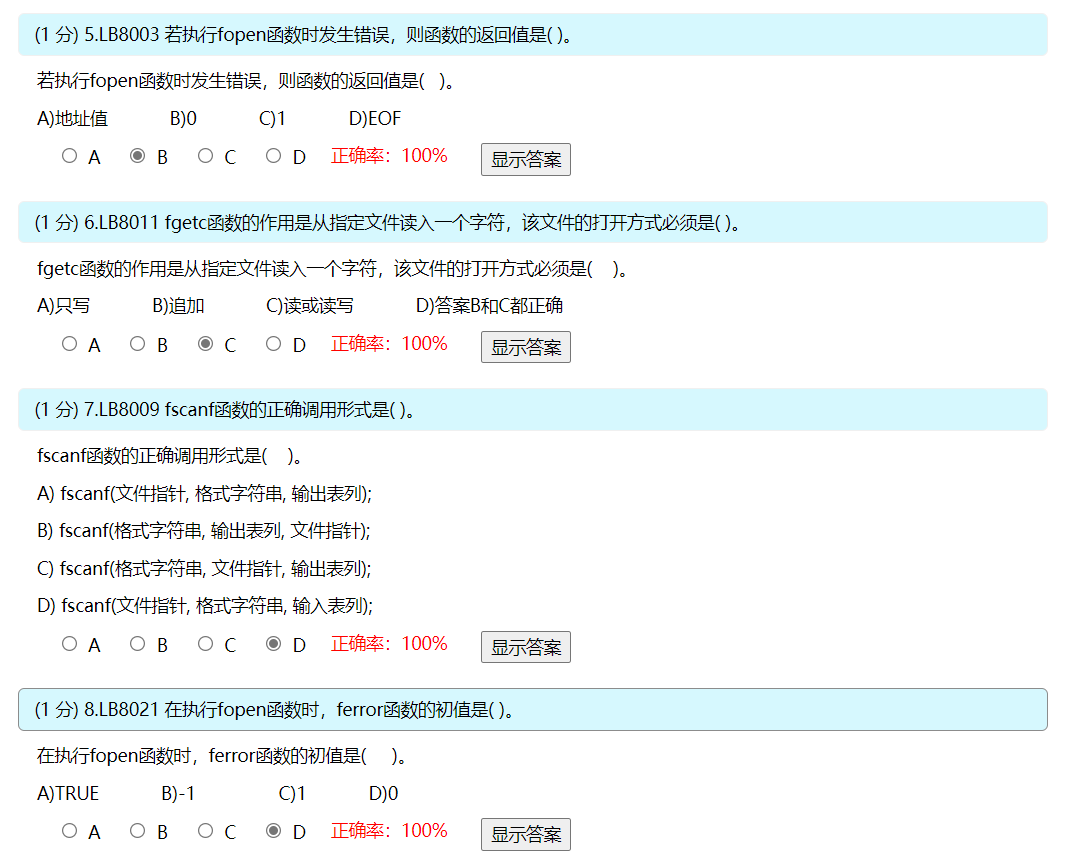 (1 分) 5.LB8003 若执行fopen函数时发生错误，则函数的返回值是( )。
若执行fopen函数时发生错误，则函数的返回值是( )。
A)地址值 B)0 C)1 D)EOF
A B C D 正确率：100% 显示答案
(1 分) 6.LB8011 fgetc函数的作用是从指定文件读入一个字符，该文件的打开方式必须是( )。
fgetc函数的作用是从指定文件读入一个字符，该文件的打开方式必须是( )。
A)只写 B)追加 C)读或读写 D)答案B和C都正确
A B C D 正确率：100% 显示答案
(1 分) 7.LB8009 fscanf函数的正确调用形式是( )。
fscanf函数的正确调用形式是( )。
A) fscanf(文件指针, 格式字符串, 输出表列);
B) fscanf(格式字符串, 输出表列, 文件指针);
C) fscanf(格式字符串, 文件指针, 输出表列);
D) fscanf(文件指针, 格式字符串, 输入表列);
A B C D 正确率：100% 显示答案
(1 分) 8.LB8021 在执行fopen函数时，ferror函数的初值是( )。
在执行fopen函数时，ferror函数的初值是( )。
A)TRUE B)-1 C)1 D)0
A B C D 正确率：100% 显示答案